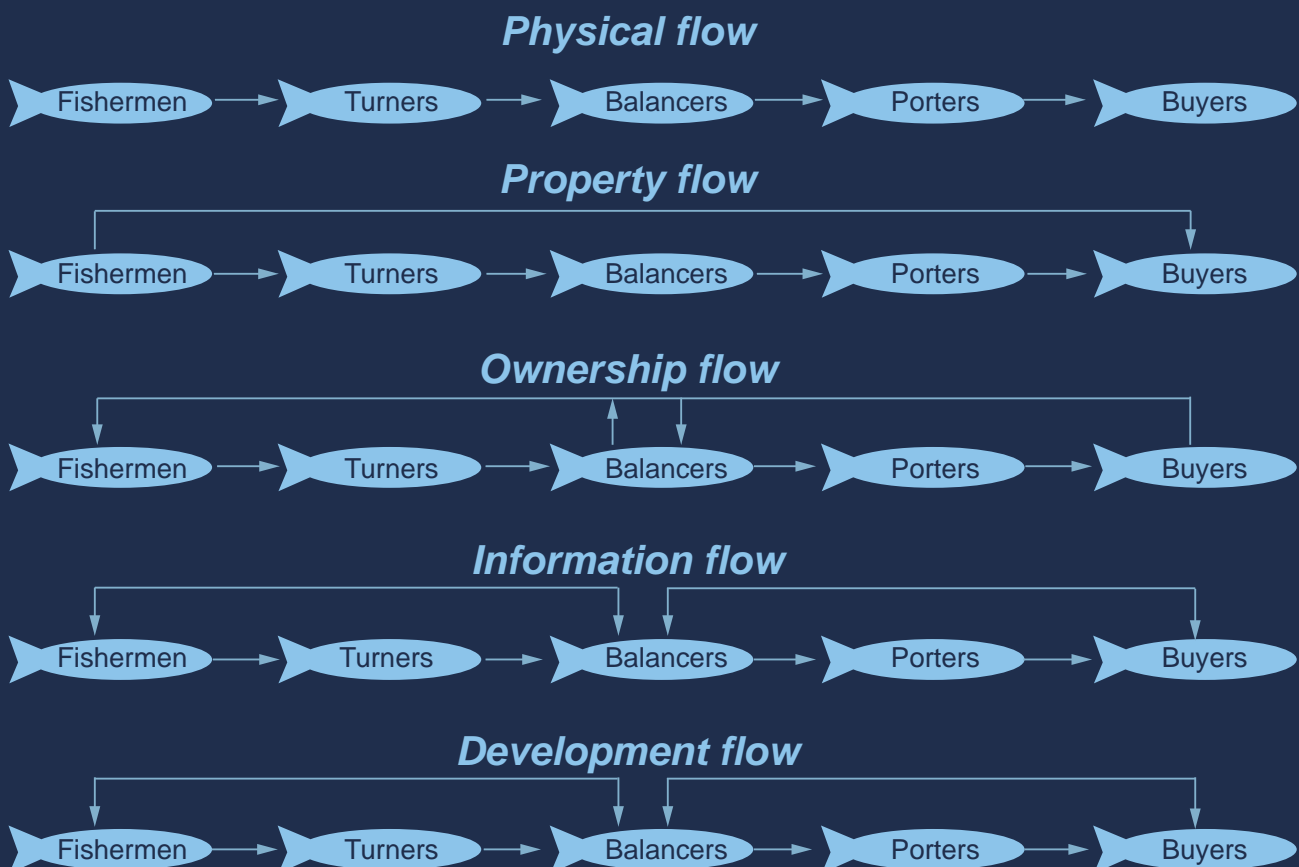 Physical flow
Fishermen Turners Balancers Porters Buyers
Property flow
Fishermen Turners Balancers Porters Buyers
Ownership flow
Fishermen Turners Balancers Porters Buyers
Information flow
Fishermen Turners Balancers Porters Buyers
Development flow
Fishermen Turners Balancers Porters Buyers